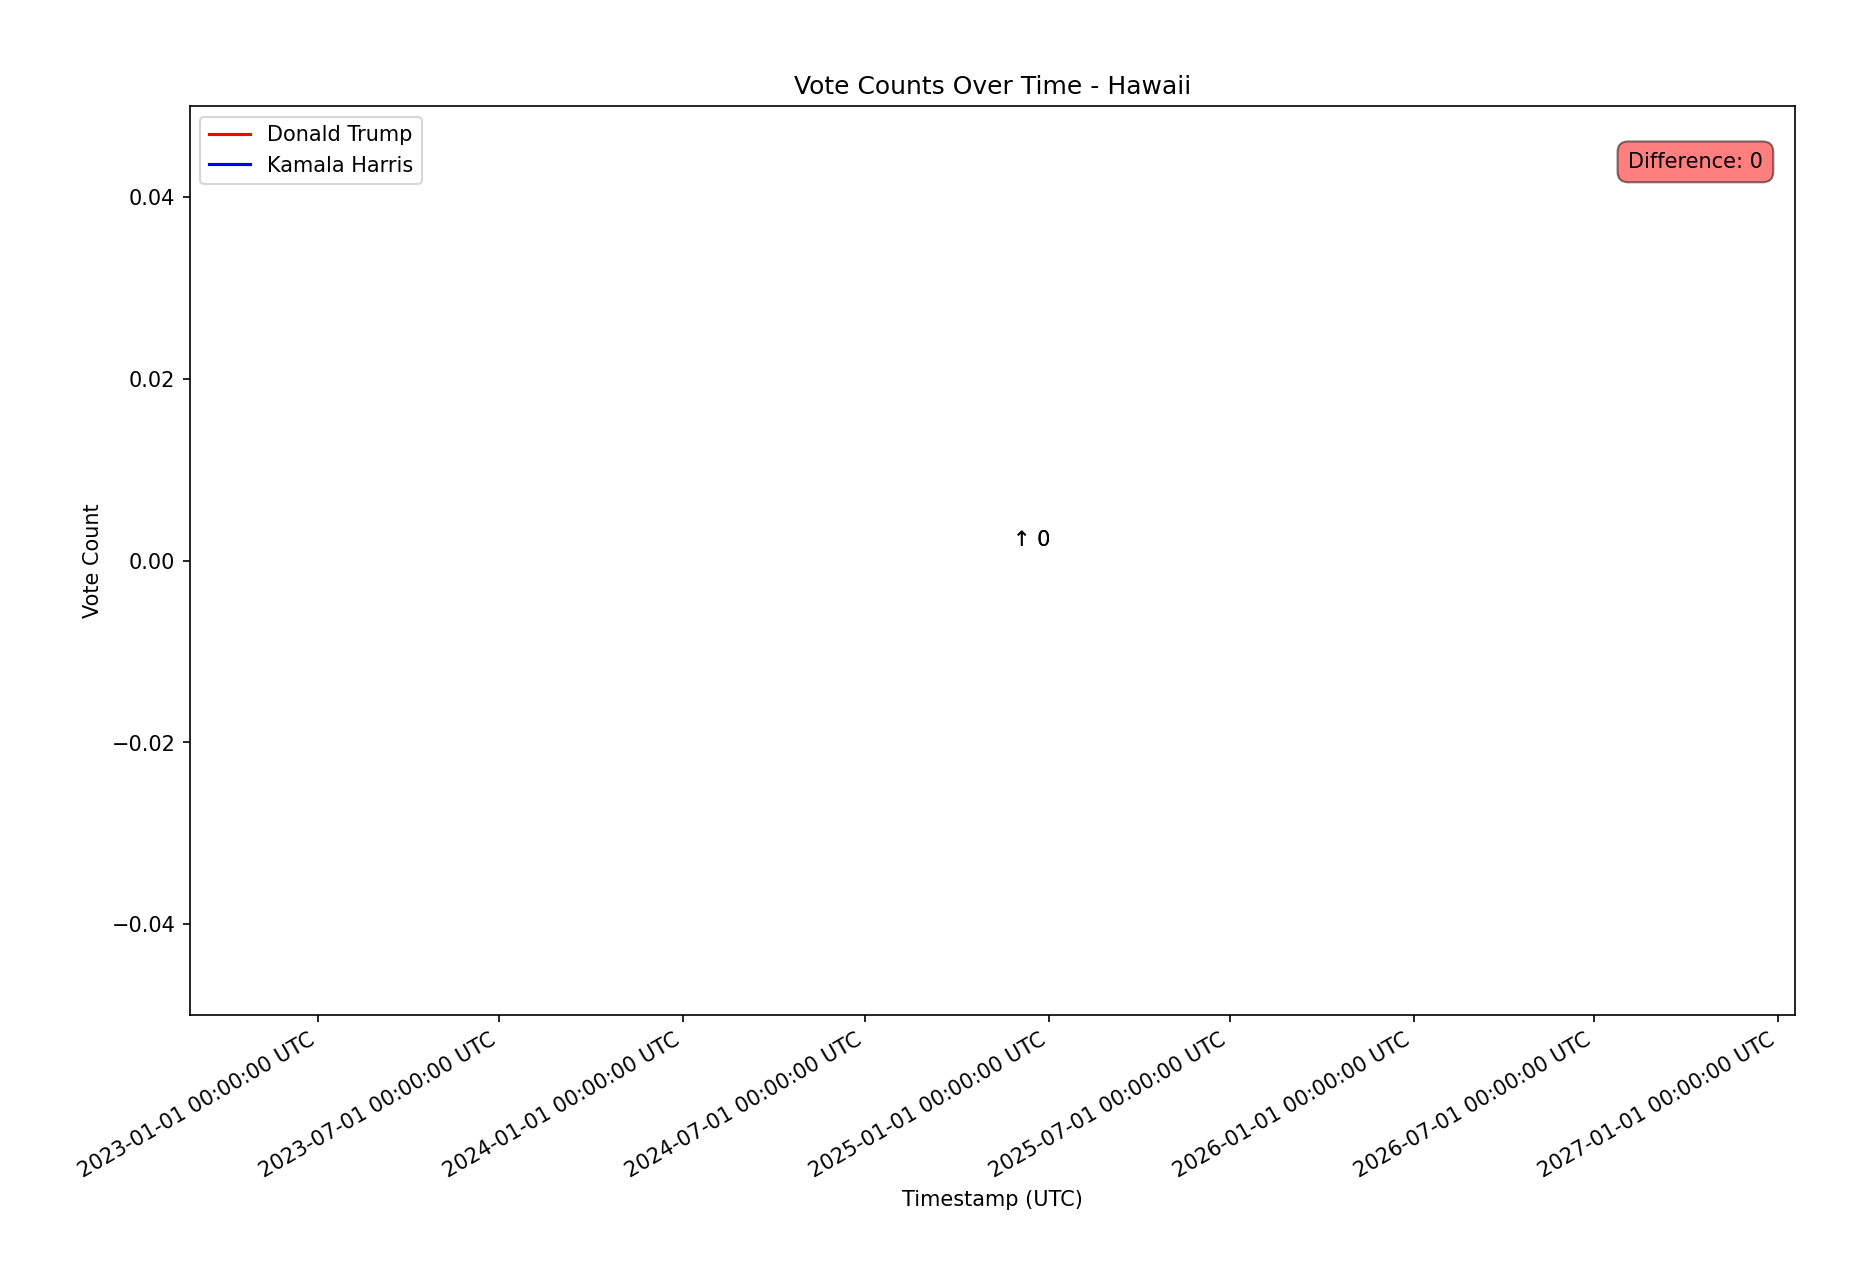 Vote Counts Over Time - Hawaii
Donald Trump
Kamala Harris
Difference: 0
0.04
0.02
0.00
−0.02
−0.04
Vote Count
↑ 0
2023-01-01 00:00:00 UTC
2023-07-01 00:00:00 UTC
2024-01-01 00:00:00 UTC
2024-07-01 00:00:00 UTC
2025-01-01 00:00:00 UTC
2025-07-01 00:00:00 UTC
2026-01-01 00:00:00 UTC
2026-07-01 00:00:00 UTC
2027-01-01 00:00:00 UTC
Timestamp (UTC)